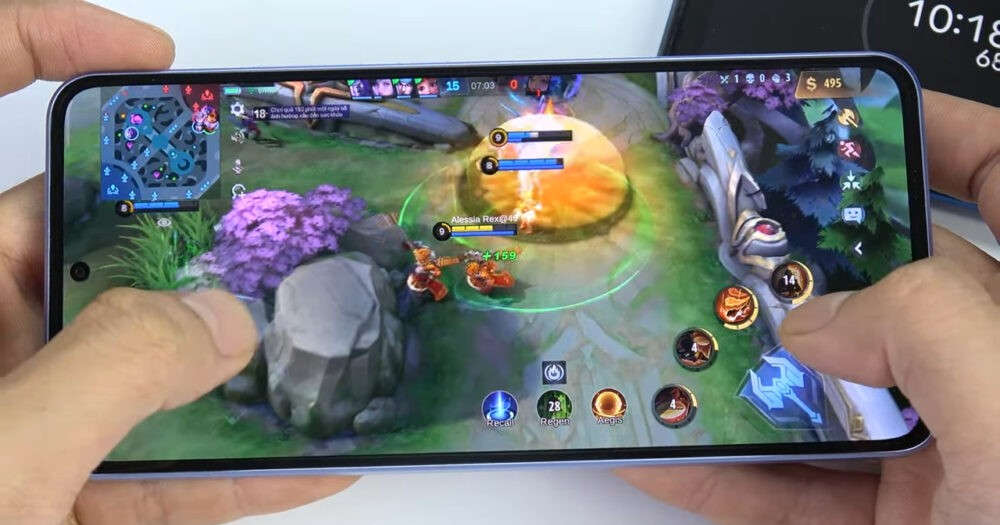 10:18
68
15 07:03 0
1 0 3
$ 495
18+
Chơi quá 180 phút một ngày sẽ
ảnh hưởng xấu đến sức khỏe
9
8
8
Alessia Rex@49
9
+159
14
4
4
28
Recall Regen Aegis